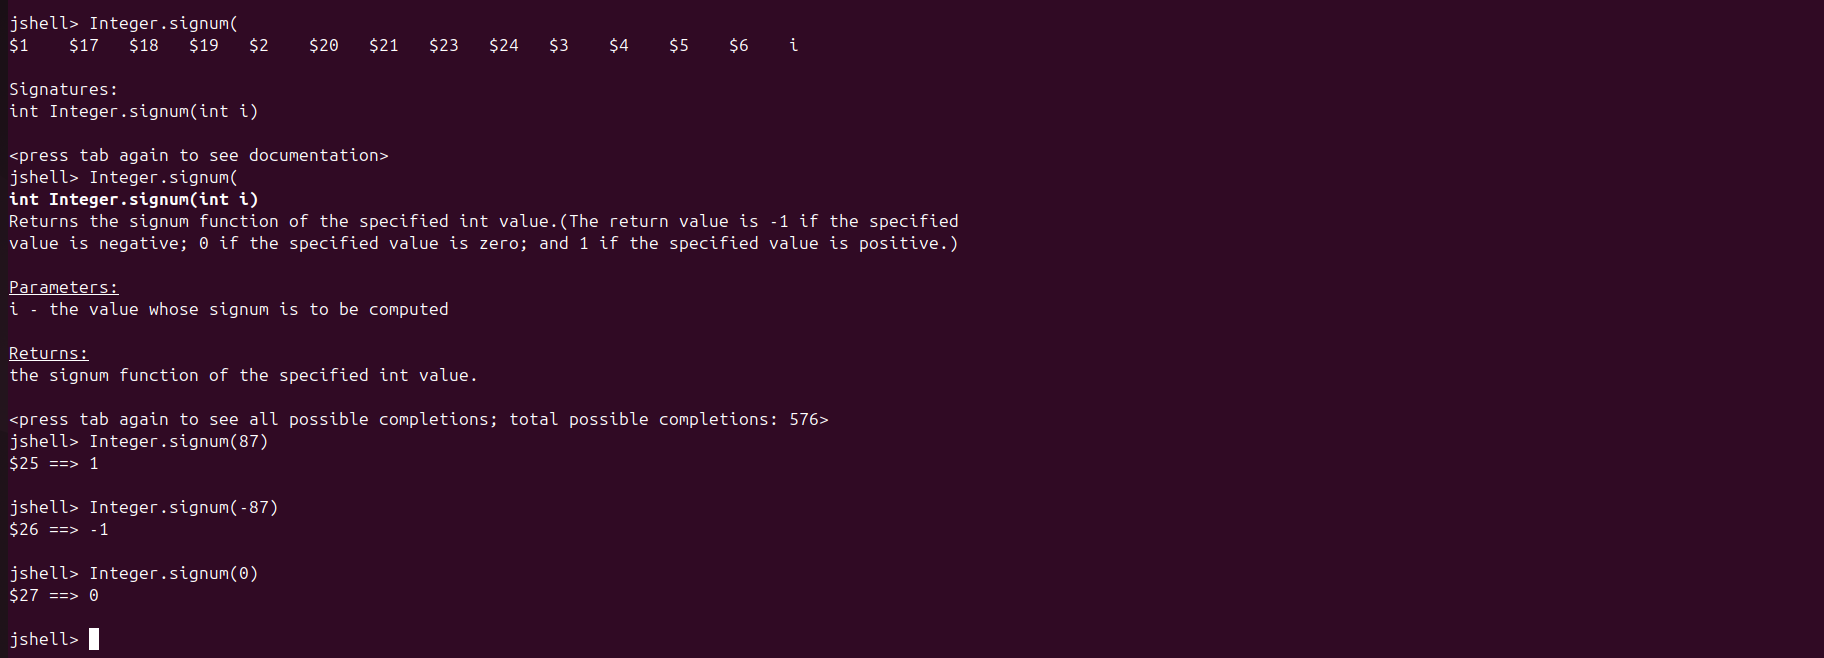 jshell> Integer.signum(
$1    $17   $18   $19   $2    $20   $21   $23   $24   $3    $4    $5    $6    i
Signatures:
int Integer.signum(int i)
<press tab again to see documentation>
jshell> Integer.signum(
int Integer.signum(int i)
Returns the signum function of the specified int value.(The return value is -1 if the specified
value is negative; 0 if the specified value is zero; and 1 if the specified value is positive.)
Parameters:
i - the value whose signum is to be computed
Returns:
the signum function of the specified int value.
<press tab again to see all possible completions; total possible completions: 576>
jshell> Integer.signum(87)
$25 ==> 1
jshell> Integer.signum(-87)
$26 ==> -1
jshell> Integer.signum(0)
$27 ==> 0
jshell>